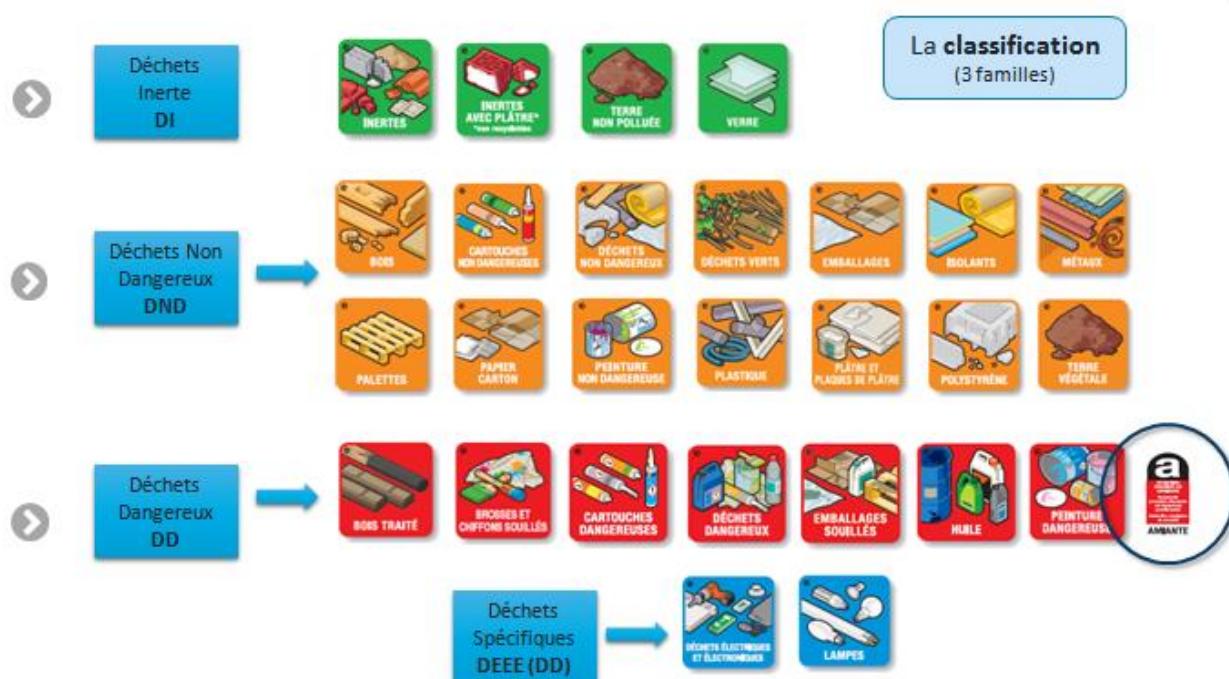 La classification
(3 familles)
Déchets
Inerte
DI
INERTES
INERTES
AVEC PLÂTRE*
*non recyclables
TERRE
NON POLLUÉE
VERRE
Déchets Non
Dangereux
DND
BOIS
CARTOUCHES
NON DANGEREUSES
DÉCHETS
NON DANGEREUX
DÉCHETS VERTS
EMBALLAGES
ISOLANTS
MÉTAUX
PALETTES
PAPIER
CARTON
PEINTURE
NON DANGEREUSE
PLASTIQUE
PLÂTRE ET
PLAQUES DE PLÂTRE
POLYSTYRÈNE
TERRE
VÉGÉTALE
Déchets
Dangereux
DD
BOIS TRAITÉ
BROSSES ET
CHIFFONS SOUILLÉS
CARTOUCHES
DANGEREUSES
DÉCHETS
DANGEREUX
EMBALLAGES
SOUILLÉS
HUILE
PEINTURE
DANGEREUSE
a
AMIANTE
Déchets
Spécifiques
DEEE (DD)
DÉCHETS ÉLECTRIQUES
ET ÉLECTRONIQUES
LAMPES